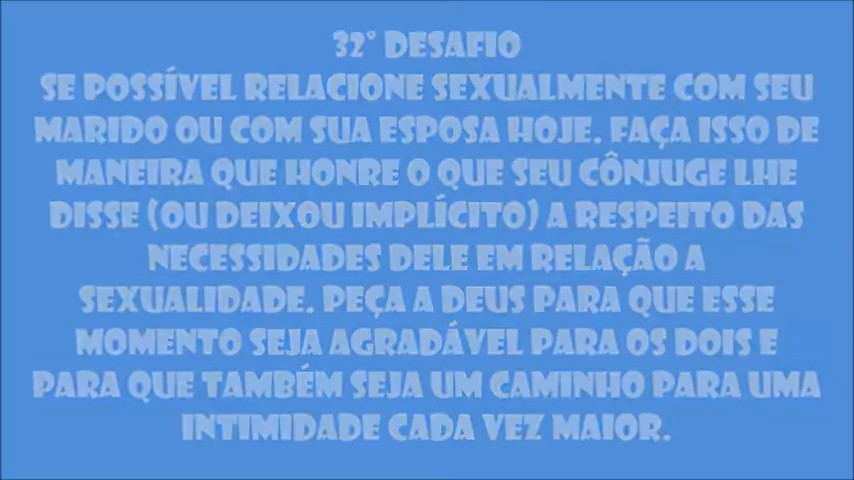 32° DESAFIO
SE POSSÍVEL RELACIONE SEXUALMENTE COM SEU
MARIDO OU COM SUA ESPOSA HOJE. FAÇA ISSO DE
MANEIRA QUE HONRE O QUE SEU CÔNJUGE LHE
DISSE (OU DEIXOU IMPLÍCITO) A RESPEITO DAS
NECESSIDADES DELE EM RELAÇÃO A
SEXUALIDADE. PEÇA A DEUS PARA QUE ESSE
MOMENTO SEJA AGRADÁVEL PARA OS DOIS E
PARA QUE TAMBÉM SEJA UM CAMINHO PARA UMA
INTIMIDADE CADA VEZ MAIOR.